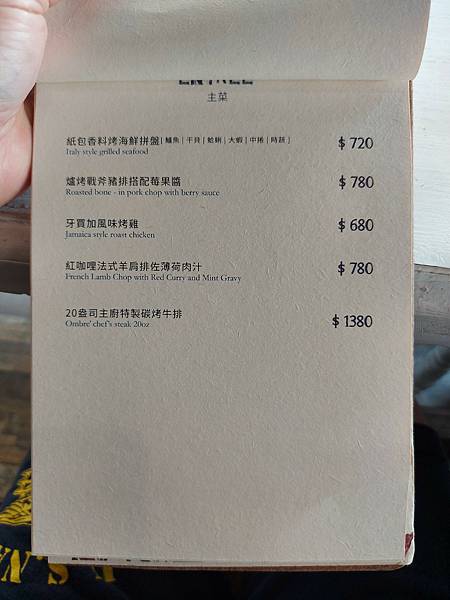 主菜
紙包香料烤海鮮拼盤[ 鱸魚 | 干貝 | 蛤蜊 | 大蝦 | 中捲 | 時蔬 ] $ 720
Italy style grilled seafood
爐烤戰斧豬排搭配莓果醬 $ 780
Roasted bone - in pork chop with berry sauce
牙買加風味烤雞 $ 680
Jamaica style roast chicken
紅咖哩法式羊肩排佐薄荷肉汁 $ 780
French Lamb Chop with Red Curry and Mint Gravy
20盎司主廚特製碳烤牛排 $ 1380
Ombre' chef's steak 20oz